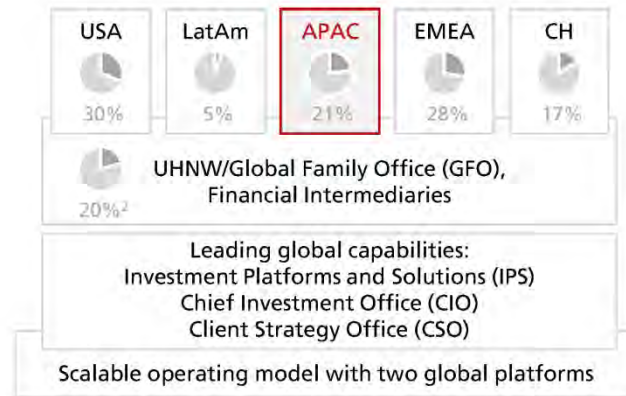 USA LatAm APAC EMEA CH
30% 5% 21% 28% 17%
UHNW/Global Family Office (GFO),
Financial Intermediaries
20%2
Leading global capabilities:
Investment Platforms and Solutions (IPS)
Chief Investment Office (CIO)
Client Strategy Office (CSO)
Scalable operating model with two global platforms